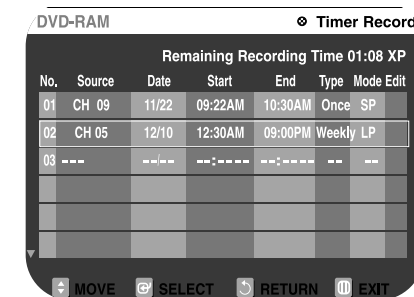 DVD-RAM ⊗ Timer Record
Remaining Recording Time 01:08 XP
No. Source Date Start End Type Mode Edit
01 CH 09 11/22 09:22AM 10:30AM Once SP
02 CH 05 12/10 12:30AM 09:00PM Weekly LP
03 --- --/-- --:---- --:---- -- --
MOVE SELECT RETURN EXIT